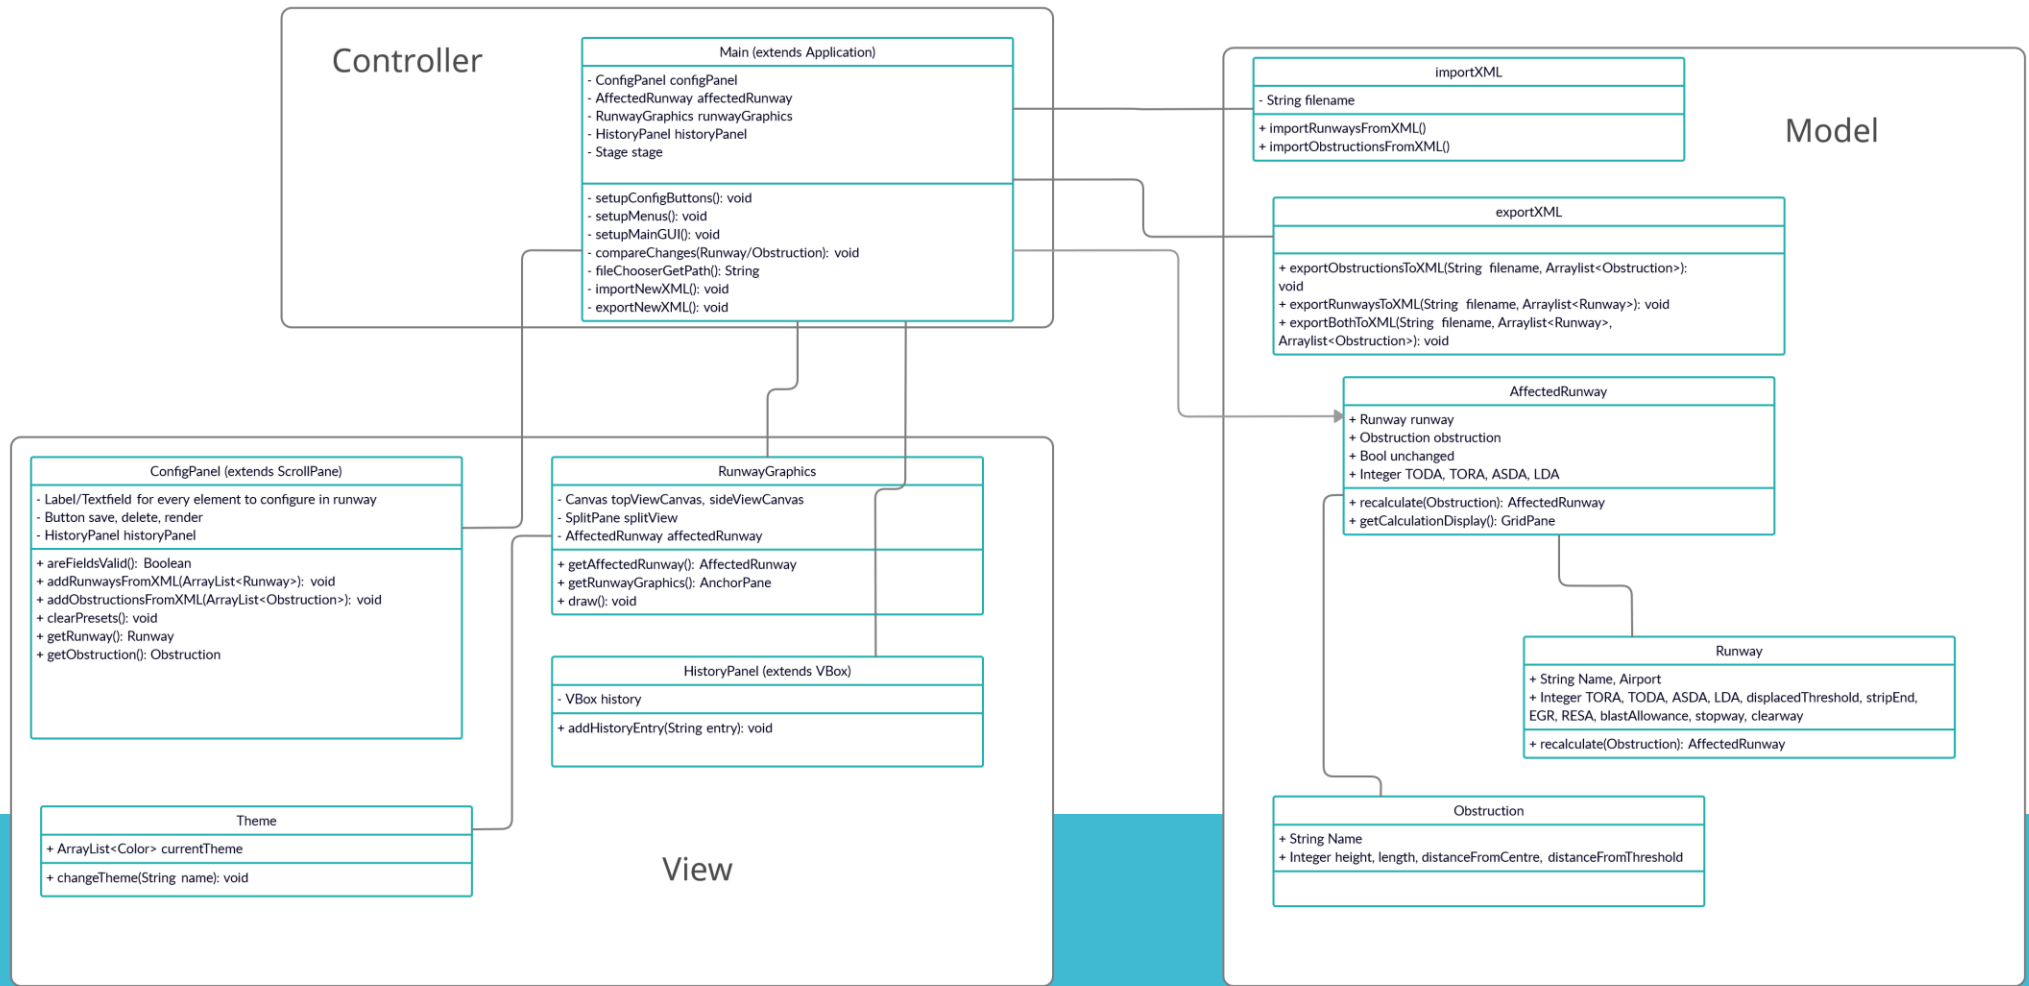 Controller
Main (extends Application)
- ConfigPanel configPanel
- AffectedRunway affectedRunway
- RunwayGraphics runwayGraphics
- HistoryPanel historyPanel
- Stage stage
- setupConfigButtons(): void
- setupMenus(): void
- setupMainGUI(): void
- compareChanges(Runway/Obstruction): void
- fileChooserGetPath(): String
- importNewXML(): void
- exportNewXML(): void
Model
importXML
- String filename
+ importRunwaysFromXML()
+ importObstructionsFromXML()
exportXML
+ exportObstructionsToXML(String filename, Arraylist<Obstruction>):
void
+ exportRunwaysToXML(String filename, Arraylist<Runway>): void
+ exportBothToXML(String filename, Arraylist<Runway>,
Arraylist<Obstruction>): void
AffectedRunway
+ Runway runway
+ Obstruction obstruction
+ Bool unchanged
+ Integer TODA, TORA, ASDA, LDA
+ recalculate(Obstruction): AffectedRunway
+ getCalculationDisplay(): GridPane
Runway
+ String Name, Airport
+ Integer TORA, TODA, ASDA, LDA, displacedThreshold, stripEnd,
EGR, RESA, blastAllowance, stopway, clearway
+ recalculate(Obstruction): AffectedRunway
Obstruction
+ String Name
+ Integer height, length, distanceFromCentre, distanceFromThreshold
ConfigPanel (extends ScrollPane)
- Label/Textfield for every element to configure in runway
- Button save, delete, render
- HistoryPanel historyPanel
+ areFieldsValid(): Boolean
+ addRunwaysFromXML(ArrayList<Runway>): void
+ addObstructionsFromXML(ArrayList<Obstruction>): void
+ clearPresets(): void
+ getRunway(): Runway
+ getObstruction(): Obstruction
RunwayGraphics
- Canvas topViewCanvas, sideViewCanvas
- SplitPane splitView
- AffectedRunway affectedRunway
+ getAffectedRunway(): AffectedRunway
+ getRunwayGraphics(): AnchorPane
+ draw(): void
HistoryPanel (extends VBox)
- VBox history
+ addHistoryEntry(String entry): void
Theme
+ ArrayList<Color> currentTheme
+ changeTheme(String name): void
View